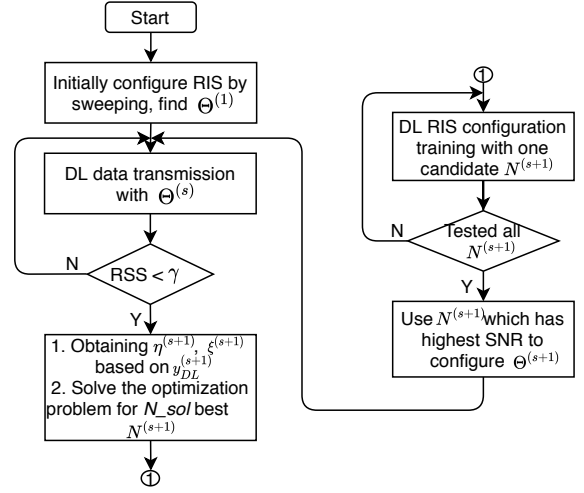 Start
Initially configure RIS by
sweeping, find Θ^(1)
DL data transmission
with Θ^(s)
N
RSS < γ
Y
1. Obtaining η^(s+1), ξ^(s+1)
based on y_DL^(s+1)
2. Solve the optimization
problem for N_sol best
N^(s+1)
1
1
DL RIS configuration
training with one
candidate N^(s+1)
N
Tested all
N^(s+1)
Y
Use N^(s+1) which has
highest SNR to
configure Θ^(s+1)